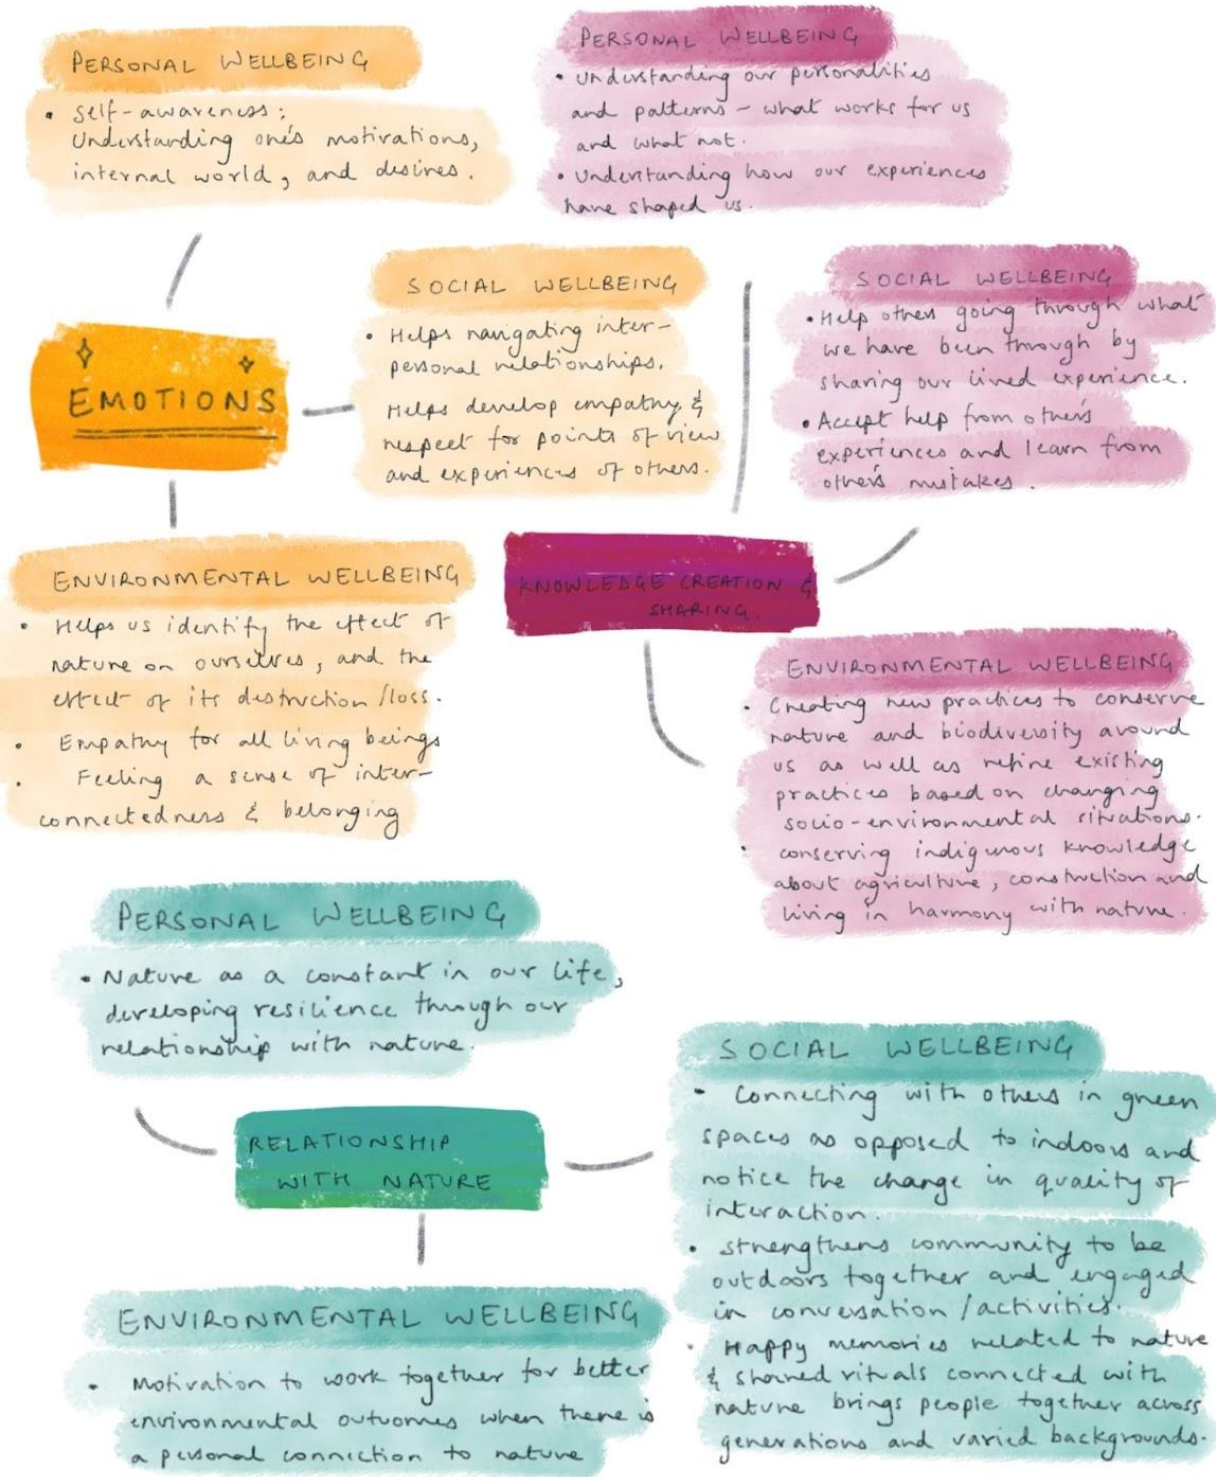 PERSONAL WELLBEING
• Self-awareness;
Understanding one's motivations,
internal world, and desires.
EMOTIONS
SOCIAL WELLBEING
• Helps navigating inter-
personal relationships.
Helps develop empathy &
respect for points of view
and experiences of others.
ENVIRONMENTAL WELLBEING
• Helps us identify the effect of
nature on ourselves, and the
effect of its destruction/loss.
• Empathy for all living beings
• Feeling a sense of inter-
connectedness & belonging
PERSONAL WELLBEING
• Understanding our personalities
and patterns - what works for us
and what not.
• Understanding how our experiences
have shaped us.
SOCIAL WELLBEING
• Help others going through what
we have been through by
sharing our lived experience.
• Accept help from other's
experiences and learn from
other's mistakes.
KNOWLEDGE CREATION &
SHARING.
ENVIRONMENTAL WELLBEING
• Creating new practices to conserve
nature and biodiversity around
us as well as refine existing
practices based on changing
socio-environmental situations.
• conserving indigenous knowledge
about agriculture, construction and
living in harmony with nature.
PERSONAL WELLBEING
• Nature as a constant in our life,
developing resilience through our
relationship with nature.
RELATIONSHIP
WITH NATURE
SOCIAL WELLBEING
• Connecting with others in green
spaces as opposed to indoors and
notice the change in quality of
interaction.
• strengthens community to be
outdoors together and engaged
in conversation/activities.
• Happy memories related to nature
& shared rituals connected with
nature brings people together across
generations and varied backgrounds.
ENVIRONMENTAL WELLBEING
• Motivation to work together for better
environmental outcomes when there is
a personal connection to nature